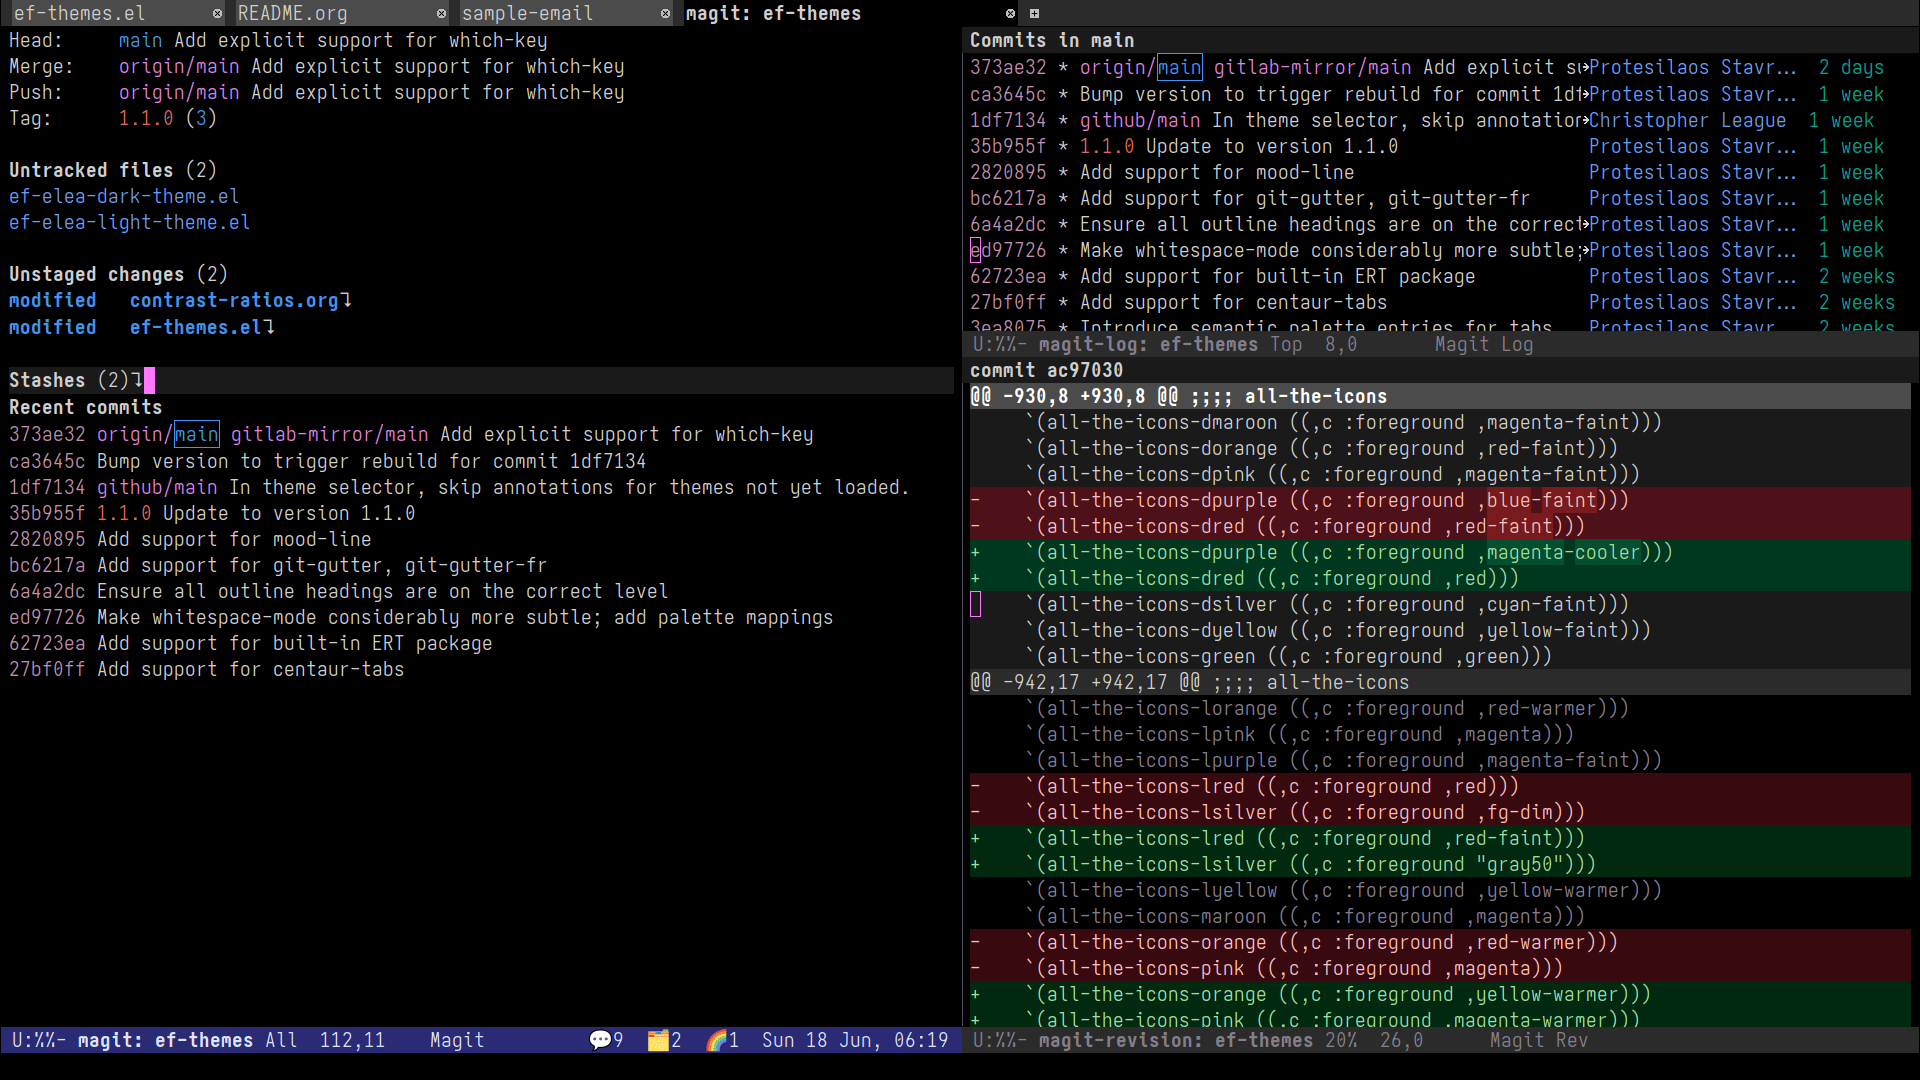 ef-themes.el README.org sample-email magit: ef-themes
Head:     main Add explicit support for which-key
Merge:    origin/main Add explicit support for which-key
Push:     origin/main Add explicit support for which-key
Tag:      1.1.0 (3)
Untracked files (2)
ef-elea-dark-theme.el
ef-elea-light-theme.el
Unstaged changes (2)
modified   contrast-ratios.org
modified   ef-themes.el
Stashes (2)
Recent commits
373ae32 origin/main gitlab-mirror/main Add explicit support for which-key
ca3645c Bump version to trigger rebuild for commit 1df7134
1df7134 github/main In theme selector, skip annotations for themes not yet loaded.
35b955f 1.1.0 Update to version 1.1.0
2820895 Add support for mood-line
bc6217a Add support for git-gutter, git-gutter-fr
6a4a2dc Ensure all outline headings are on the correct level
ed97726 Make whitespace-mode considerably more subtle; add palette mappings
62723ea Add support for built-in ERT package
27bf0ff Add support for centaur-tabs
U:%%- magit: ef-themes All  112,11    Magit 💬9 🗂️2 🌈1 Sun 18 Jun, 06:19
Commits in main
373ae32 * origin/main gitlab-mirror/main Add explicit su Protesilaos Stavr...  2 days
ca3645c * Bump version to trigger rebuild for commit 1df Protesilaos Stavr...  1 week
1df7134 * github/main In theme selector, skip annotation Christopher League  1 week
35b955f * 1.1.0 Update to version 1.1.0 Protesilaos Stavr...  1 week
2820895 * Add support for mood-line Protesilaos Stavr...  1 week
bc6217a * Add support for git-gutter, git-gutter-fr Protesilaos Stavr...  1 week
6a4a2dc * Ensure all outline headings are on the correct Protesilaos Stavr...  1 week
ed97726 * Make whitespace-mode considerably more subtle; Protesilaos Stavr...  1 week
62723ea * Add support for built-in ERT package Protesilaos Stavr...  2 weeks
27bf0ff * Add support for centaur-tabs Protesilaos Stavr...  2 weeks
3ea8075 * Introduce semantic palette entries for tabs Protesilaos Stavr...  2 weeks
U:%%- magit-log: ef-themes Top  8,0       Magit Log
commit ac97030
@@ -930,8 +930,8 @@ ;;;; all-the-icons
     `(all-the-icons-dmaroon ((,c :foreground ,magenta-faint)))
     `(all-the-icons-dorange ((,c :foreground ,red-faint)))
     `(all-the-icons-dpink ((,c :foreground ,magenta-faint)))
-    `(all-the-icons-dpurple ((,c :foreground ,blue-faint)))
-    `(all-the-icons-dred ((,c :foreground ,red-faint)))
+    `(all-the-icons-dpurple ((,c :foreground ,magenta-cooler)))
+    `(all-the-icons-dred ((,c :foreground ,red)))
     `(all-the-icons-dsilver ((,c :foreground ,cyan-faint)))
     `(all-the-icons-dyellow ((,c :foreground ,yellow-faint)))
     `(all-the-icons-green ((,c :foreground ,green)))
@@ -942,17 +942,17 @@ ;;;; all-the-icons
     `(all-the-icons-lorange ((,c :foreground ,red-warmer)))
     `(all-the-icons-lpink ((,c :foreground ,magenta)))
     `(all-the-icons-lpurple ((,c :foreground ,magenta-faint)))
-    `(all-the-icons-lred ((,c :foreground ,red)))
-    `(all-the-icons-lsilver ((,c :foreground ,fg-dim)))
+    `(all-the-icons-lred ((,c :foreground ,red-faint)))
+    `(all-the-icons-lsilver ((,c :foreground "gray50")))
     `(all-the-icons-lyellow ((,c :foreground ,yellow-warmer)))
     `(all-the-icons-maroon ((,c :foreground ,magenta)))
-    `(all-the-icons-orange ((,c :foreground ,red-warmer)))
-    `(all-the-icons-pink ((,c :foreground ,magenta)))
+    `(all-the-icons-orange ((,c :foreground ,yellow-warmer)))
+    `(all-the-icons-pink ((,c :foreground ,magenta-warmer)))
U:%%- magit-revision: ef-themes 20%  26,0      Magit Rev